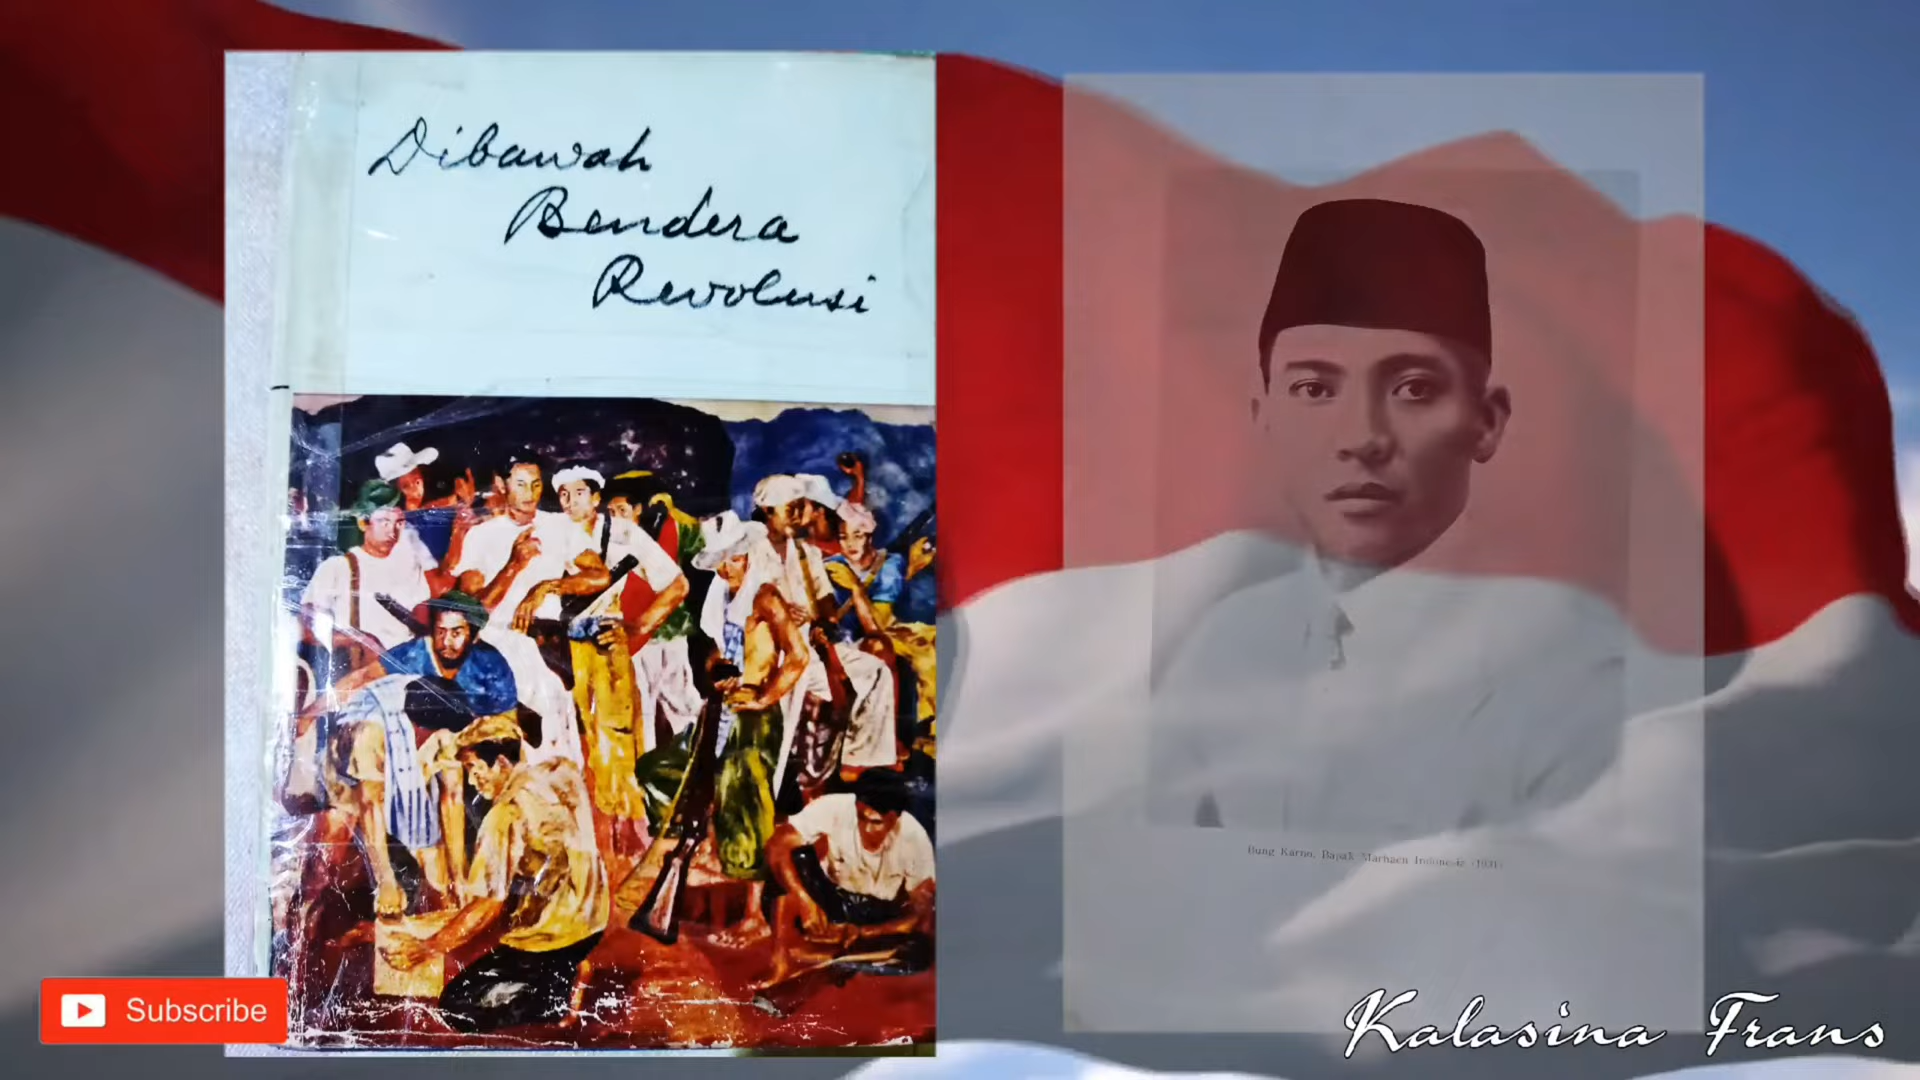 Dibawah
Bendera
Revolusi
Bung Karno, Bapak Marhaen Indonesia (1931)
Subscribe
Kalasina Frans